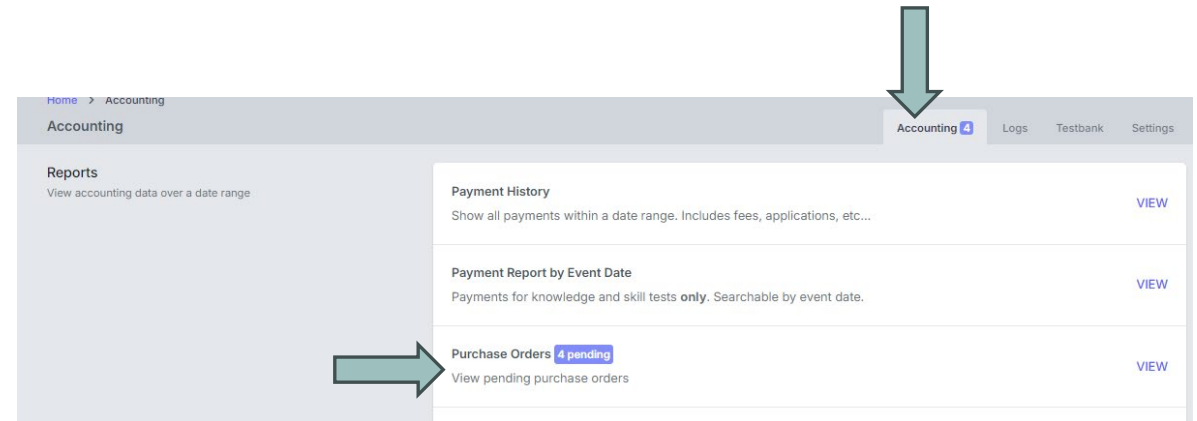 Home > Accounting
Accounting
Accounting 4
Logs
Testbank
Settings
Reports
View accounting data over a date range
Payment History
Show all payments within a date range. Includes fees, applications, etc...
VIEW
Payment Report by Event Date
Payments for knowledge and skill tests only. Searchable by event date.
VIEW
Purchase Orders 4 pending
View pending purchase orders
VIEW